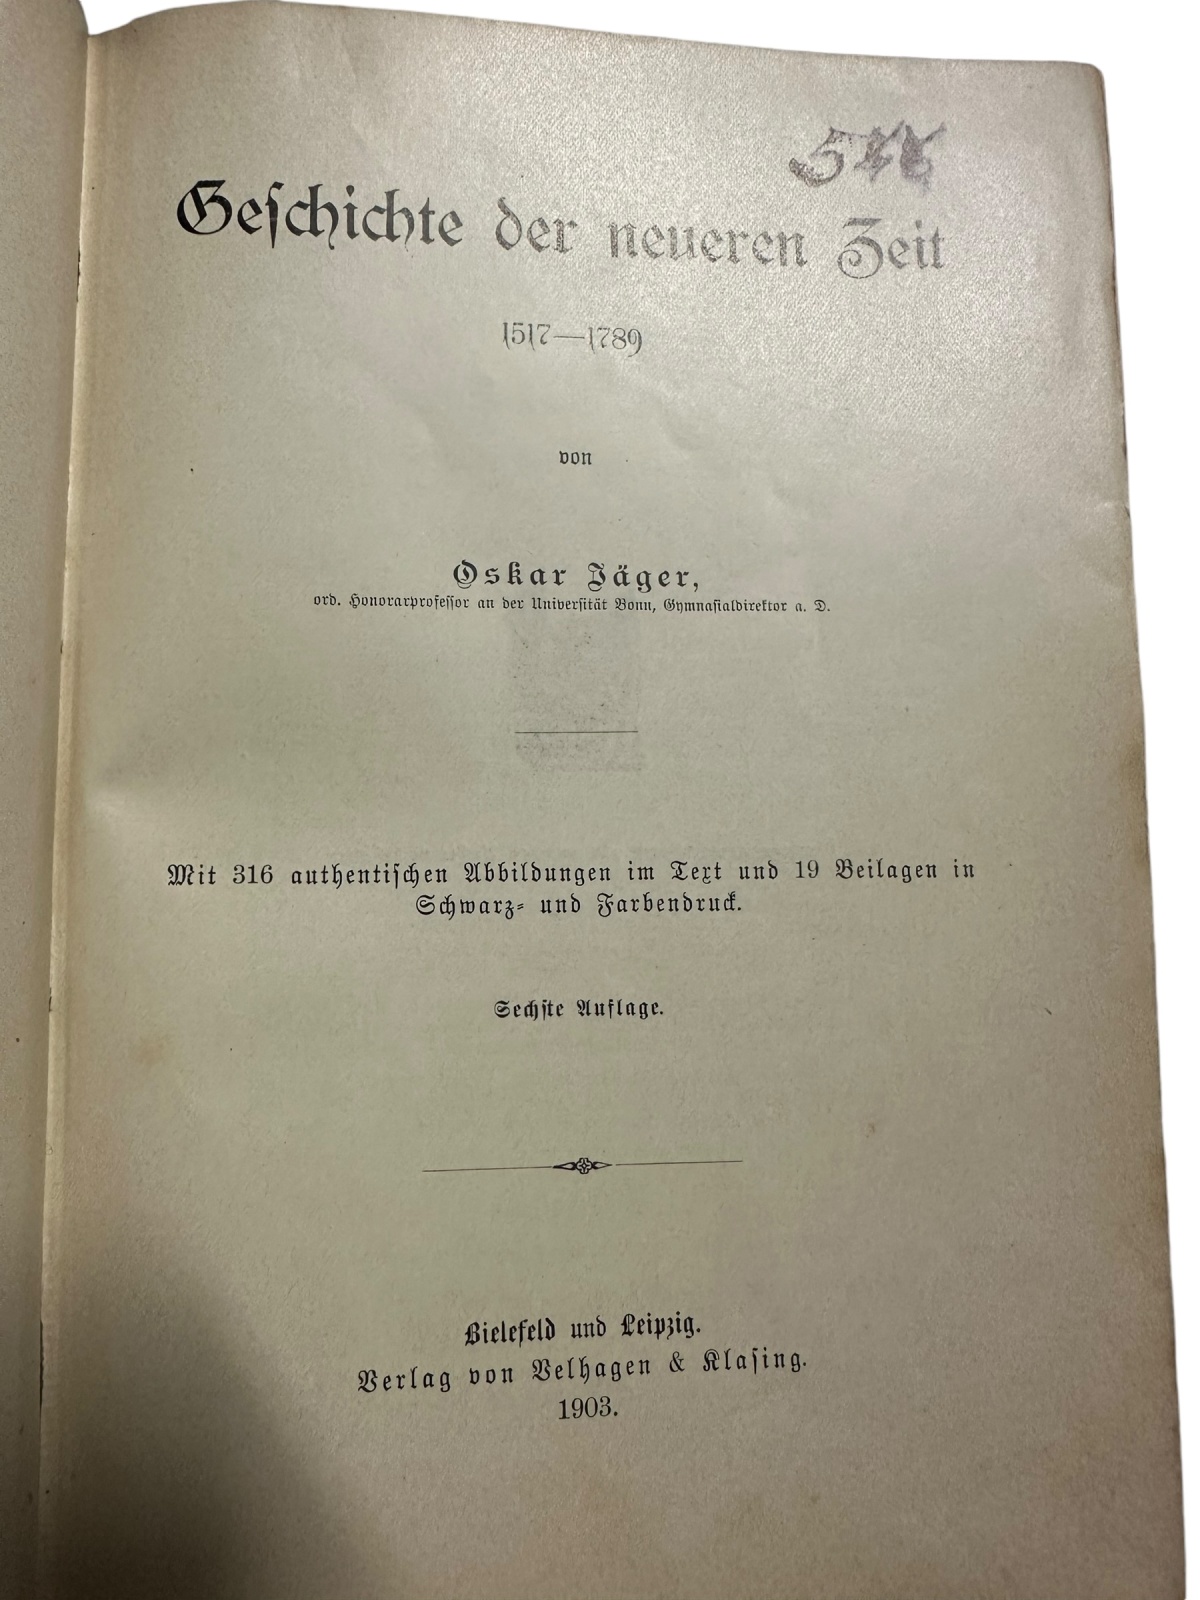 Geſchichte der neueren Zeit
1517—1789
von
Oskar Jäger,
ord. Honorarprofeſſor an der Univerſität Bonn, Gymnaſialdirektor a. D.
Mit 316 authentiſchen Abbildungen im Text und 19 Beilagen in
Schwarz- und Farbendruck.
Sechſte Auflage.
Bielefeld und Leipzig.
Verlag von Velhagen & Klaſing.
1903.